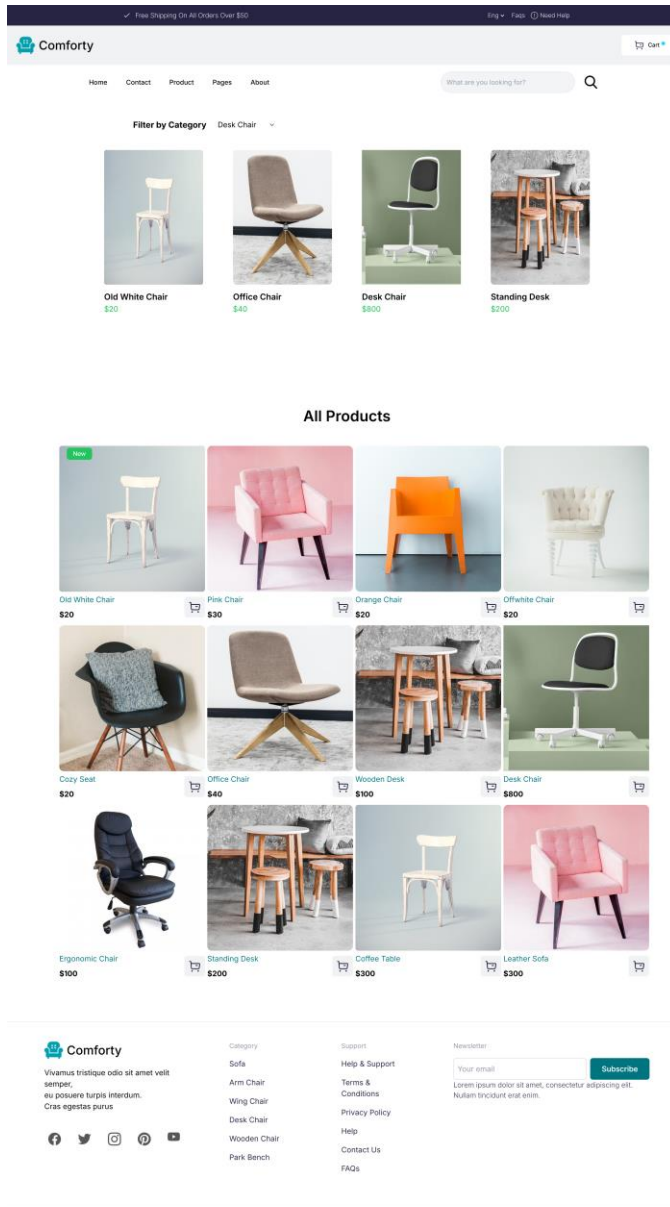 Free Shipping On All Orders Over $50
Eng Faqs Need Help
Comforty
Cart
Home Contact Product Pages About
What are you looking for?
Filter by Category Desk Chair
Old White Chair Office Chair Desk Chair Standing Desk
$20 $40 $800 $200
All Products
New
Old White Chair Pink Chair Orange Chair Offwhite Chair
$20 $30 $20 $20
Cozy Seat Office Chair Wooden Desk Desk Chair
$20 $40 $100 $800
Ergonomic Chair Standing Desk Coffee Table Leather Sofa
$100 $200 $300 $300
Comforty
Vivamus tristique odio sit amet velit
semper,
eu posuere turpis interdum.
Cras egestas purus
Category
Sofa
Arm Chair
Wing Chair
Desk Chair
Wooden Chair
Park Bench
Support
Help & Support
Terms &
Conditions
Privacy Policy
Help
Contact Us
FAQs
Newsletter
Your email Subscribe
Lorem ipsum dolor sit amet, consectetur adipiscing elit.
Nullam tincidunt erat enim.